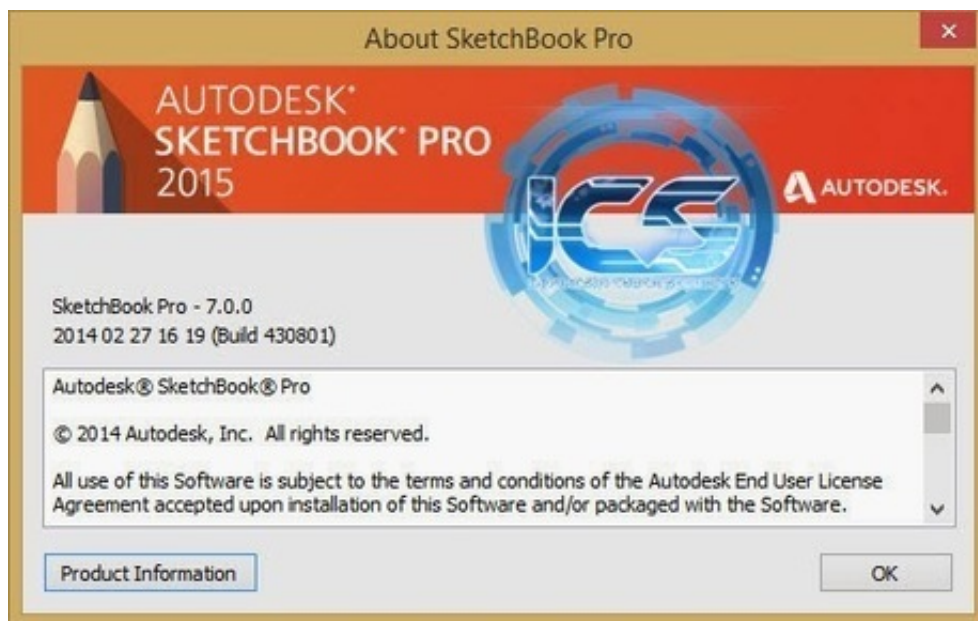 About SketchBook Pro
AUTODESK®
SKETCHBOOK® PRO
2015
ICS
AUTODESK.
SketchBook Pro - 7.0.0
2014 02 27 16 19 (Build 430801)
Autodesk® SketchBook® Pro
© 2014 Autodesk, Inc. All rights reserved.
All use of this Software is subject to the terms and conditions of the Autodesk End User License
Agreement accepted upon installation of this Software and/or packaged with the Software.
Product Information
OK